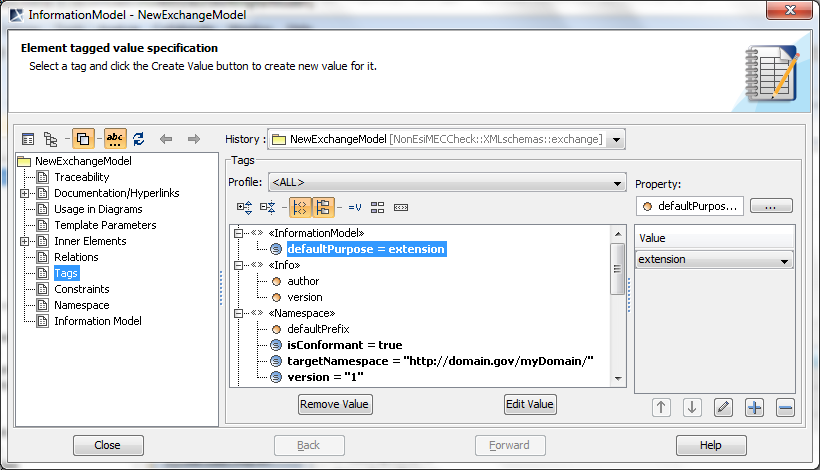 InformationModel - NewExchangeModel
Element tagged value specification
Select a tag and click the Create Value button to create new value for it.
abc
History : NewExchangeModel [NonEsiMECCheck::XMLschemas::exchange]
NewExchangeModel
Traceability
Documentation/Hyperlinks
Usage in Diagrams
Template Parameters
Inner Elements
Relations
Tags
Constraints
Namespace
Information Model
Tags
Profile: <ALL>
=V
«InformationModel»
defaultPurpose = extension
«Info»
author
version
«Namespace»
defaultPrefix
isConformant = true
targetNamespace = "http://domain.gov/myDomain/"
version = "1"
Remove Value
Edit Value
Property:
defaultPurpos...
...
Value
extension
Close
Back
Forward
Help